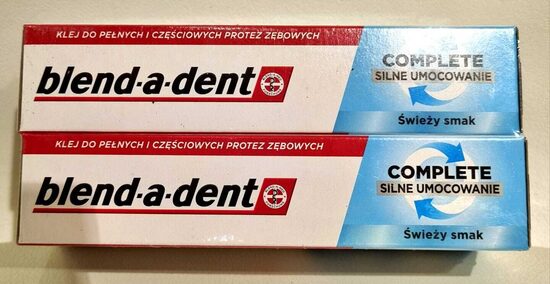 KLEJ DO PEŁNYCH I CZĘŚCIOWYCH PROTEZ ZĘBOWYCH
blend-a-dent
COMPLETE
SILNE UMOCOWANIE
Świeży smak
KLEJ DO PEŁNYCH I CZĘŚCIOWYCH PROTEZ ZĘBOWYCH
blend-a-dent
COMPLETE
SILNE UMOCOWANIE
Świeży smak